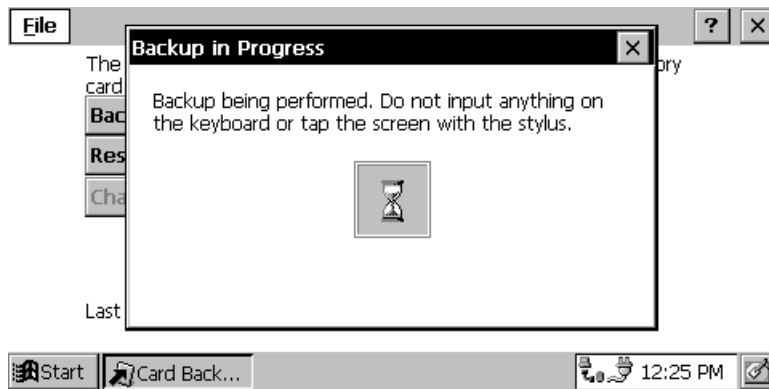 File
?
Backup in Progress
The
ory
card
Backup being performed. Do not input anything on
the keyboard or tap the screen with the stylus.
Bac
Res
Cha
Last
Start
Card Back...
12:25 PM